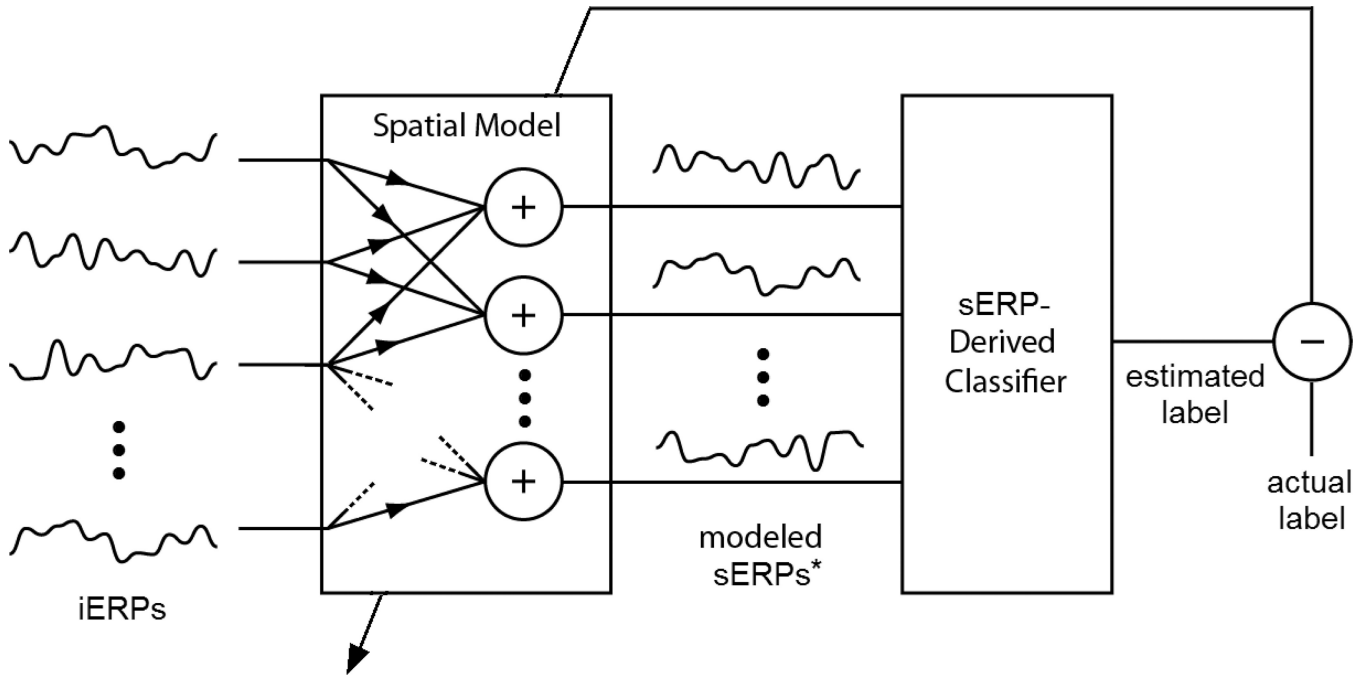 Spatial Model
+
+
+
iERPs
modeled
sERPs*
sERP-
Derived
Classifier
estimated
label
−
actual
label